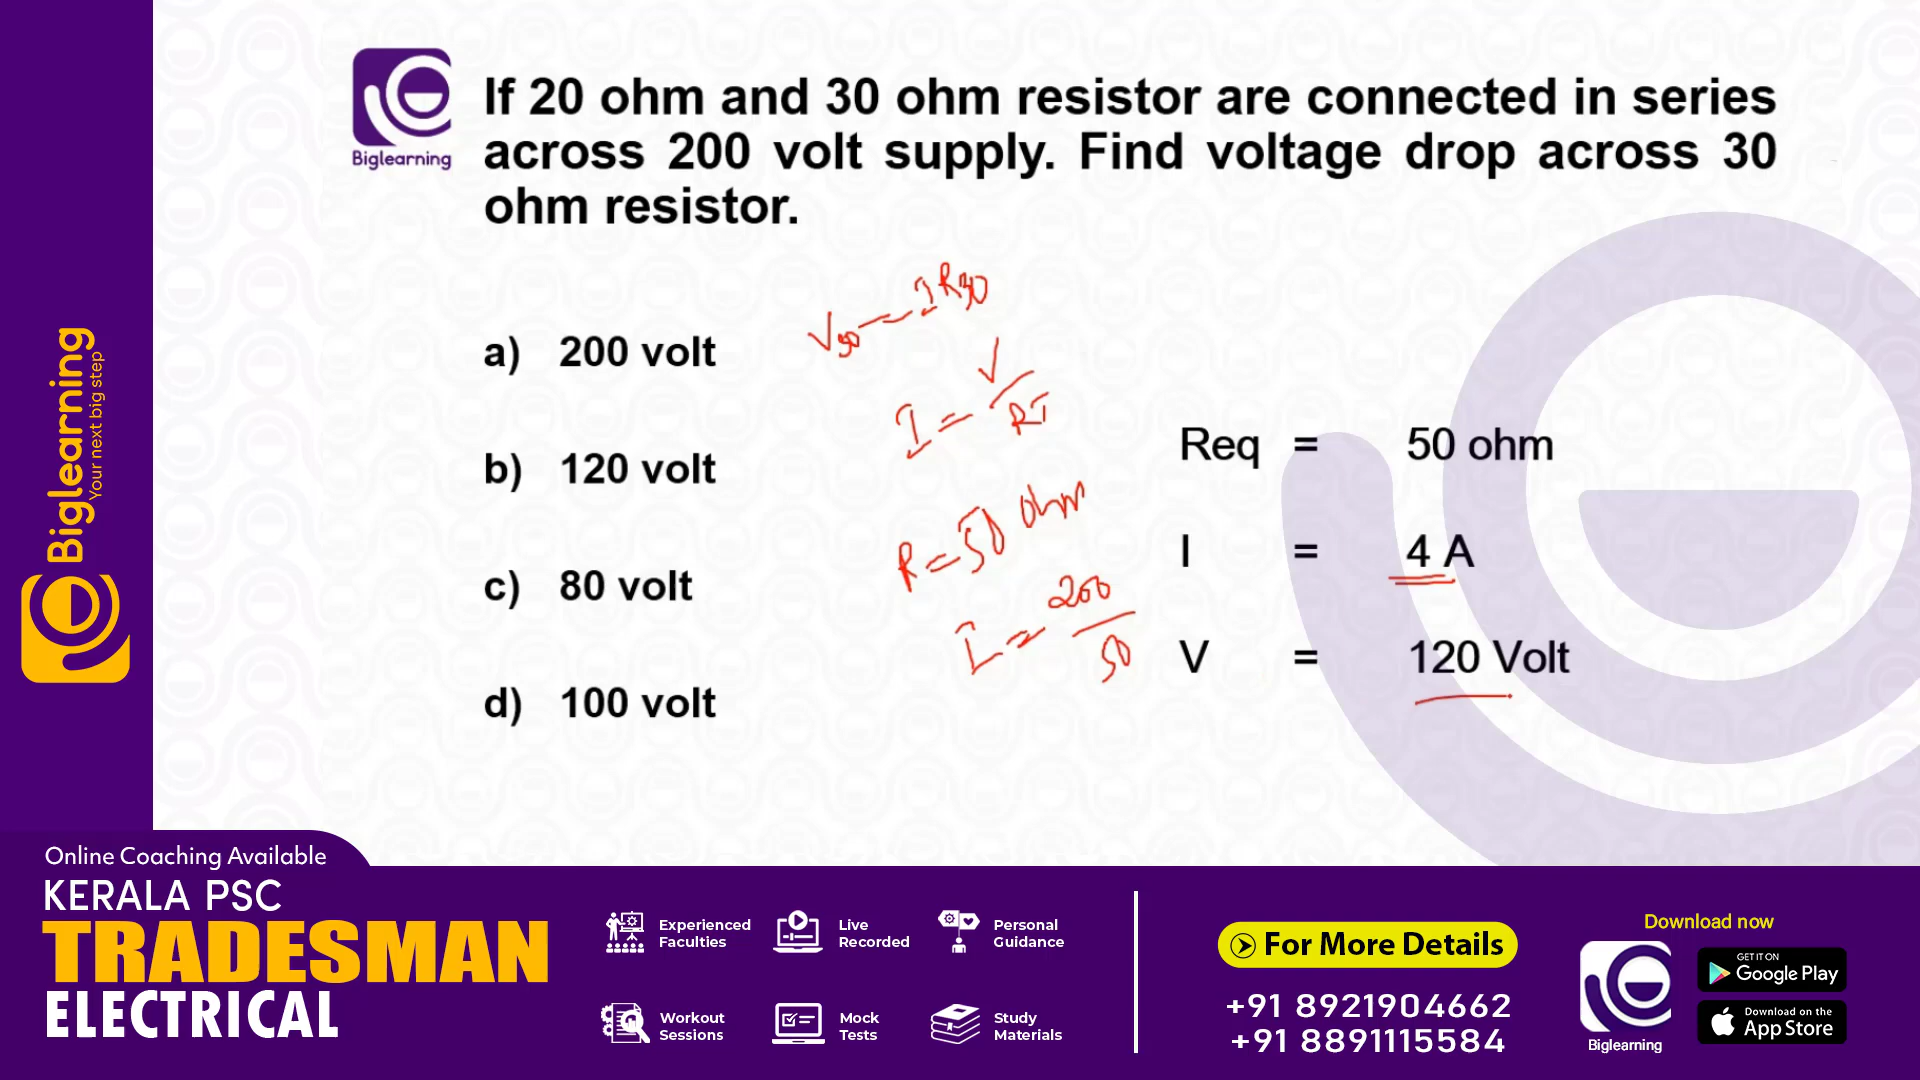 Biglearning
If 20 ohm and 30 ohm resistor are connected in series
across 200 volt supply. Find voltage drop across 30
ohm resistor.
a) 200 volt
b) 120 volt
c) 80 volt
d) 100 volt
V30 = I R30
I = V / RT
R = 50 ohm
I = 200 / 50
Req = 50 ohm
I = 4 A
V = 120 Volt
Biglearning
Your next big step
Online Coaching Available
KERALA PSC
TRADESMAN
ELECTRICAL
Experienced
Faculties
Live
Recorded
Personal
Guidance
Workout
Sessions
Mock
Tests
Study
Materials
For More Details
+91 8921904662
+91 8891115584
Download now
Biglearning
GET IT ON
Google Play
Download on the
App Store